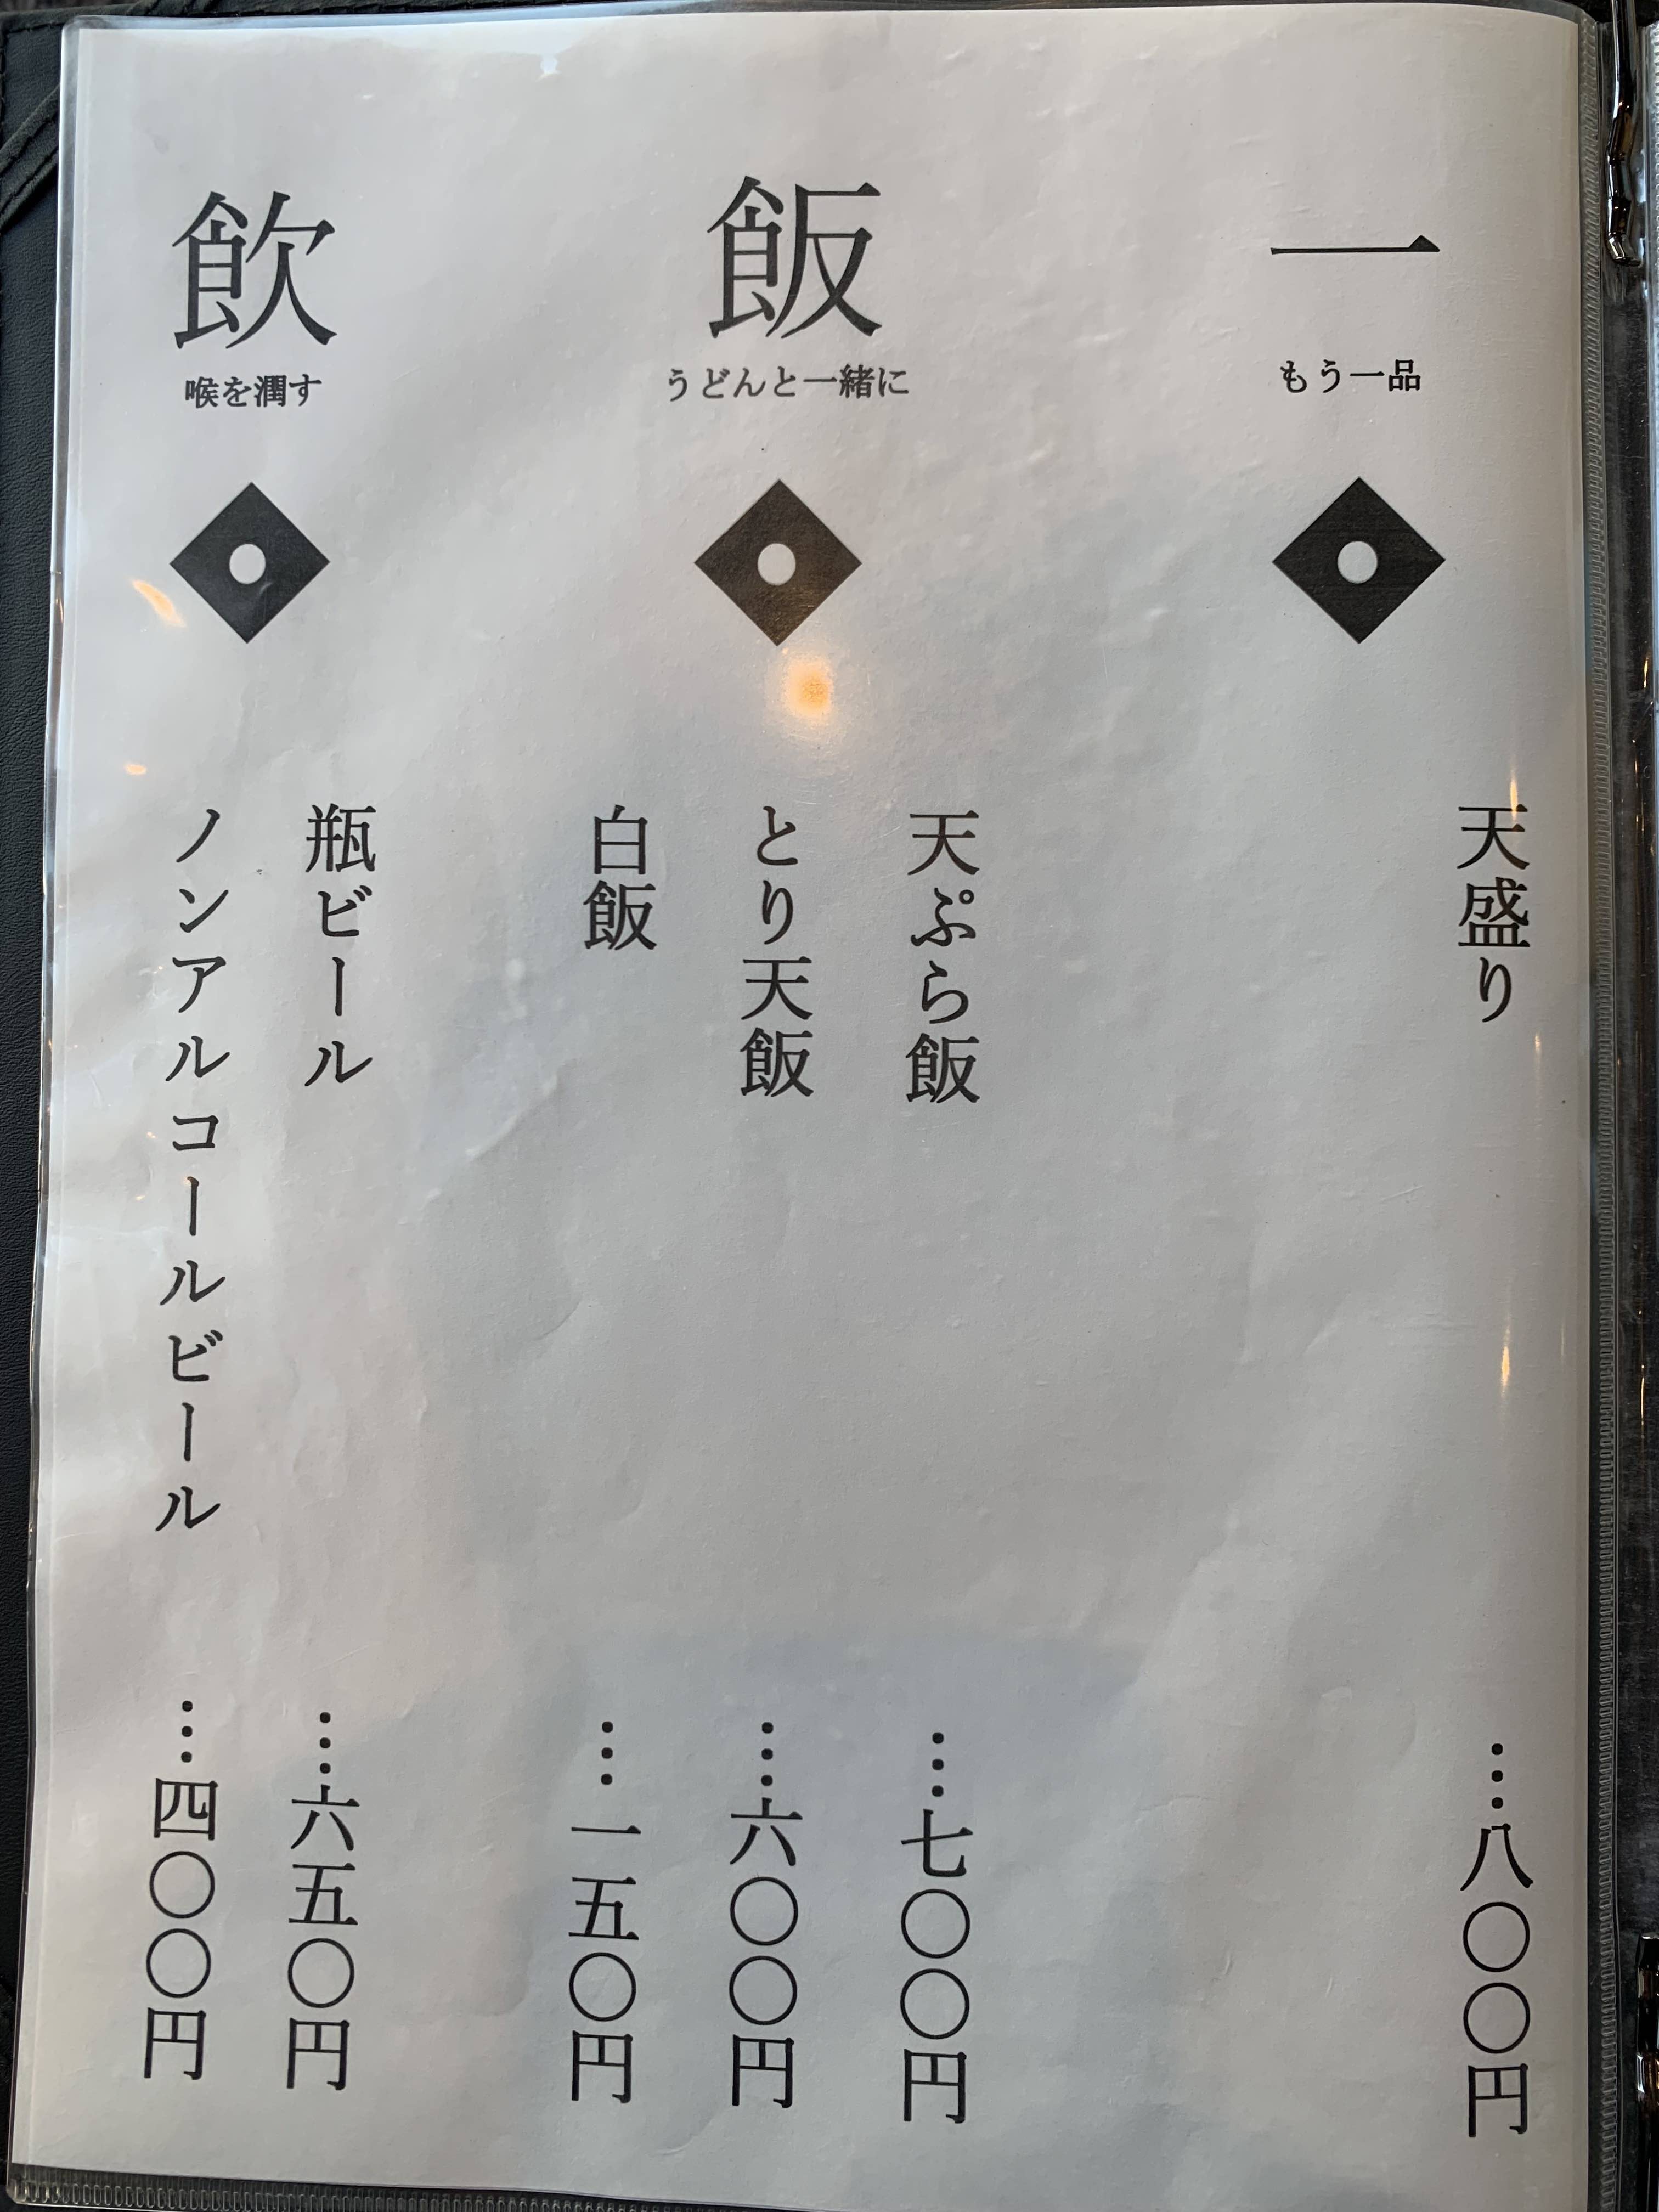 一
もう一品
天盛り
…八〇〇円
飯
うどんと一緒に
天ぷら飯
…七〇〇円
とり天飯
…六〇〇円
白飯
…一五〇円
飲
喉を潤す
瓶ビール
…六五〇円
ノンアルコールビール
…四〇〇円